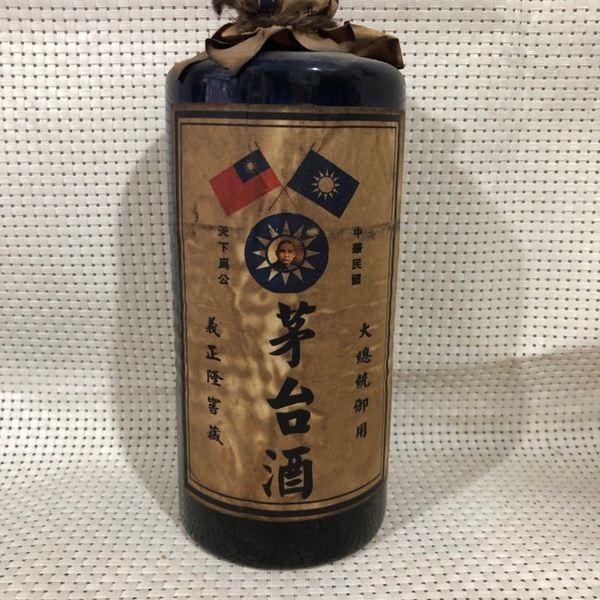 中華民國
天下爲公
大總統御用
茅台酒
義正隆窖藏